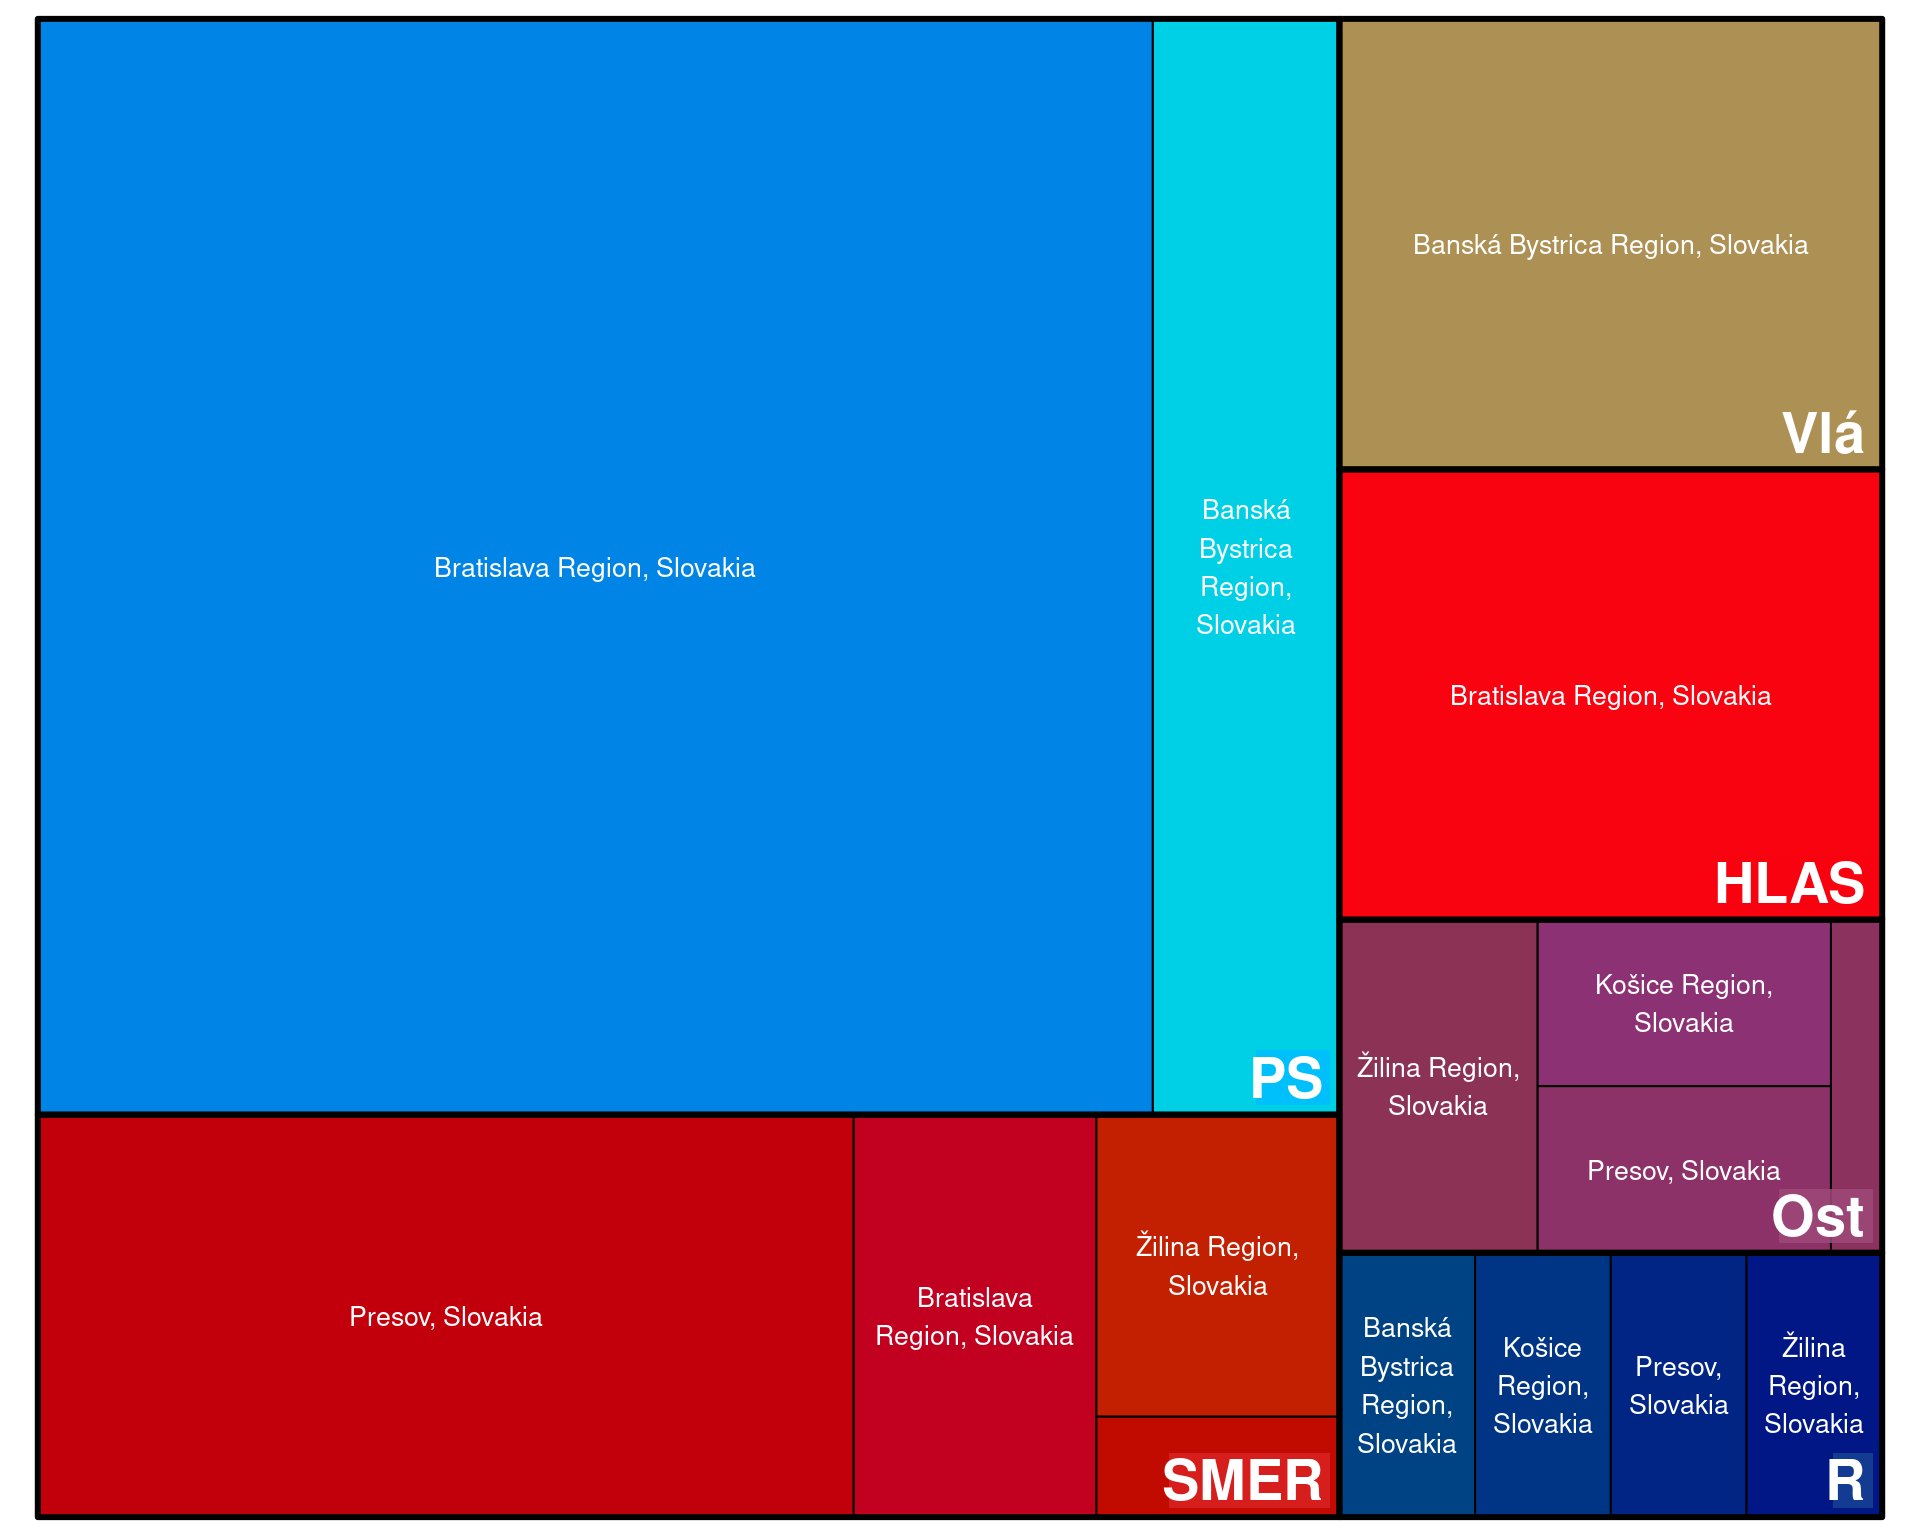 Bratislava Region, Slovakia
Banská
Bystrica
Region,
Slovakia
PS
Banská Bystrica Region, Slovakia
Vlá
Bratislava Region, Slovakia
HLAS
Žilina Region,
Slovakia
Košice Region,
Slovakia
Presov, Slovakia
Ost
Presov, Slovakia
Bratislava
Region, Slovakia
Žilina Region,
Slovakia
SMER
Banská
Bystrica
Region,
Slovakia
Košice
Region,
Slovakia
Presov,
Slovakia
Žilina
Region,
Slovakia
R